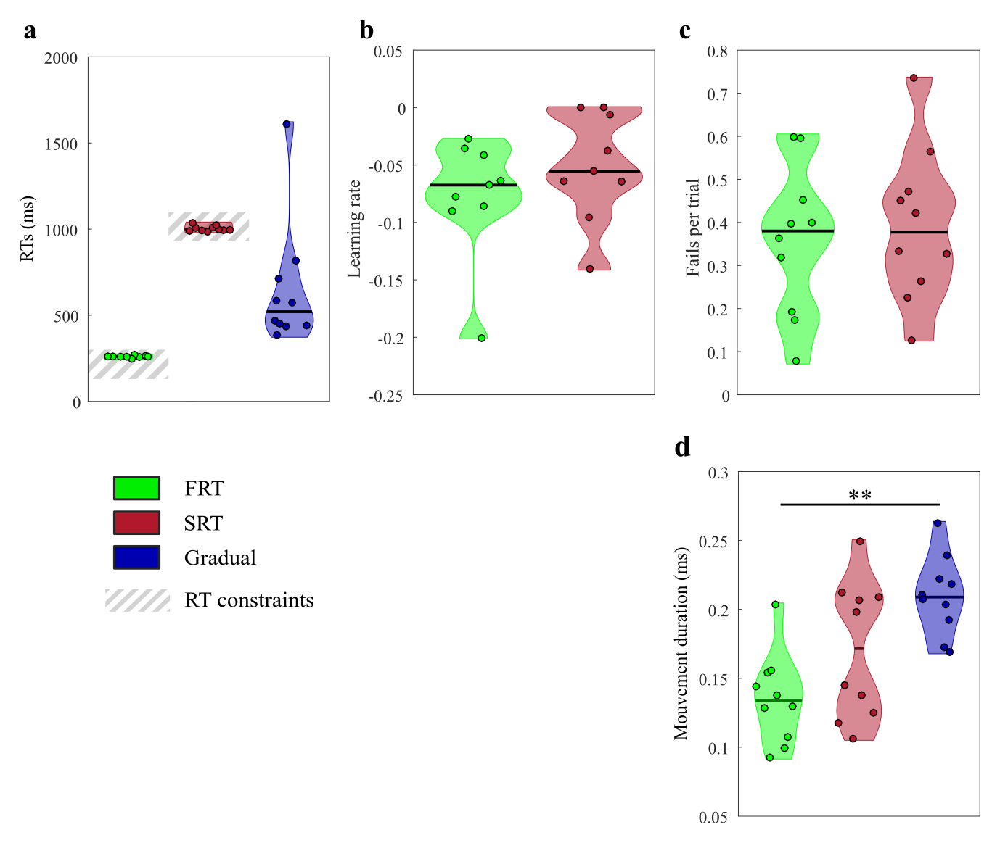 a
2000
1500
1000
500
0
RTs (ms)
b
0.05
0
-0.05
-0.1
-0.15
-0.2
-0.25
Learning rate
c
0.8
0.7
0.6
0.5
0.4
0.3
0.2
0.1
0
Fails per trial
FRT
SRT
Gradual
RT constraints
d
0.3
0.25
0.2
0.15
0.1
0.05
Mouvement duration (ms)
**